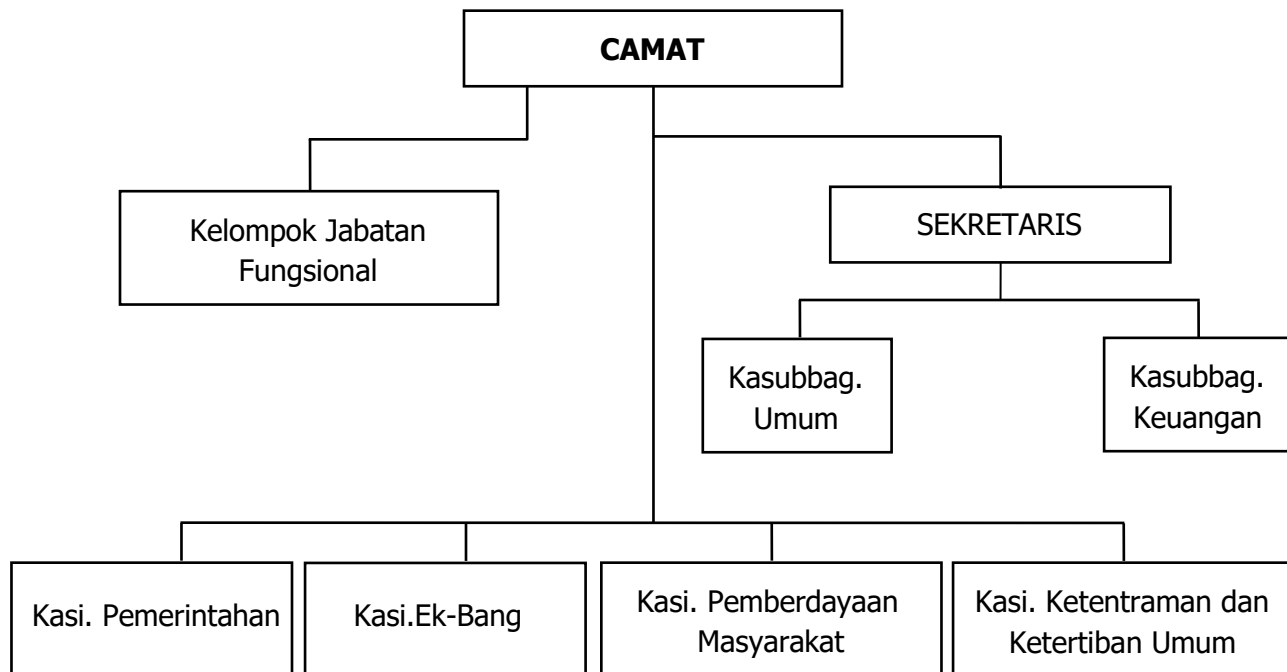 CAMAT
Kelompok Jabatan
Fungsional
SEKRETARIS
Kasubbag.
Umum
Kasubbag.
Keuangan
Kasi. Pemerintahan
Kasi.Ek-Bang
Kasi. Pemberdayaan
Masyarakat
Kasi. Ketentraman dan
Ketertiban Umum